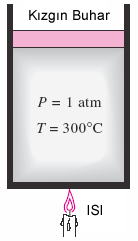 Kızgın Buhar
P = 1 atm
T = 300°C
ISI